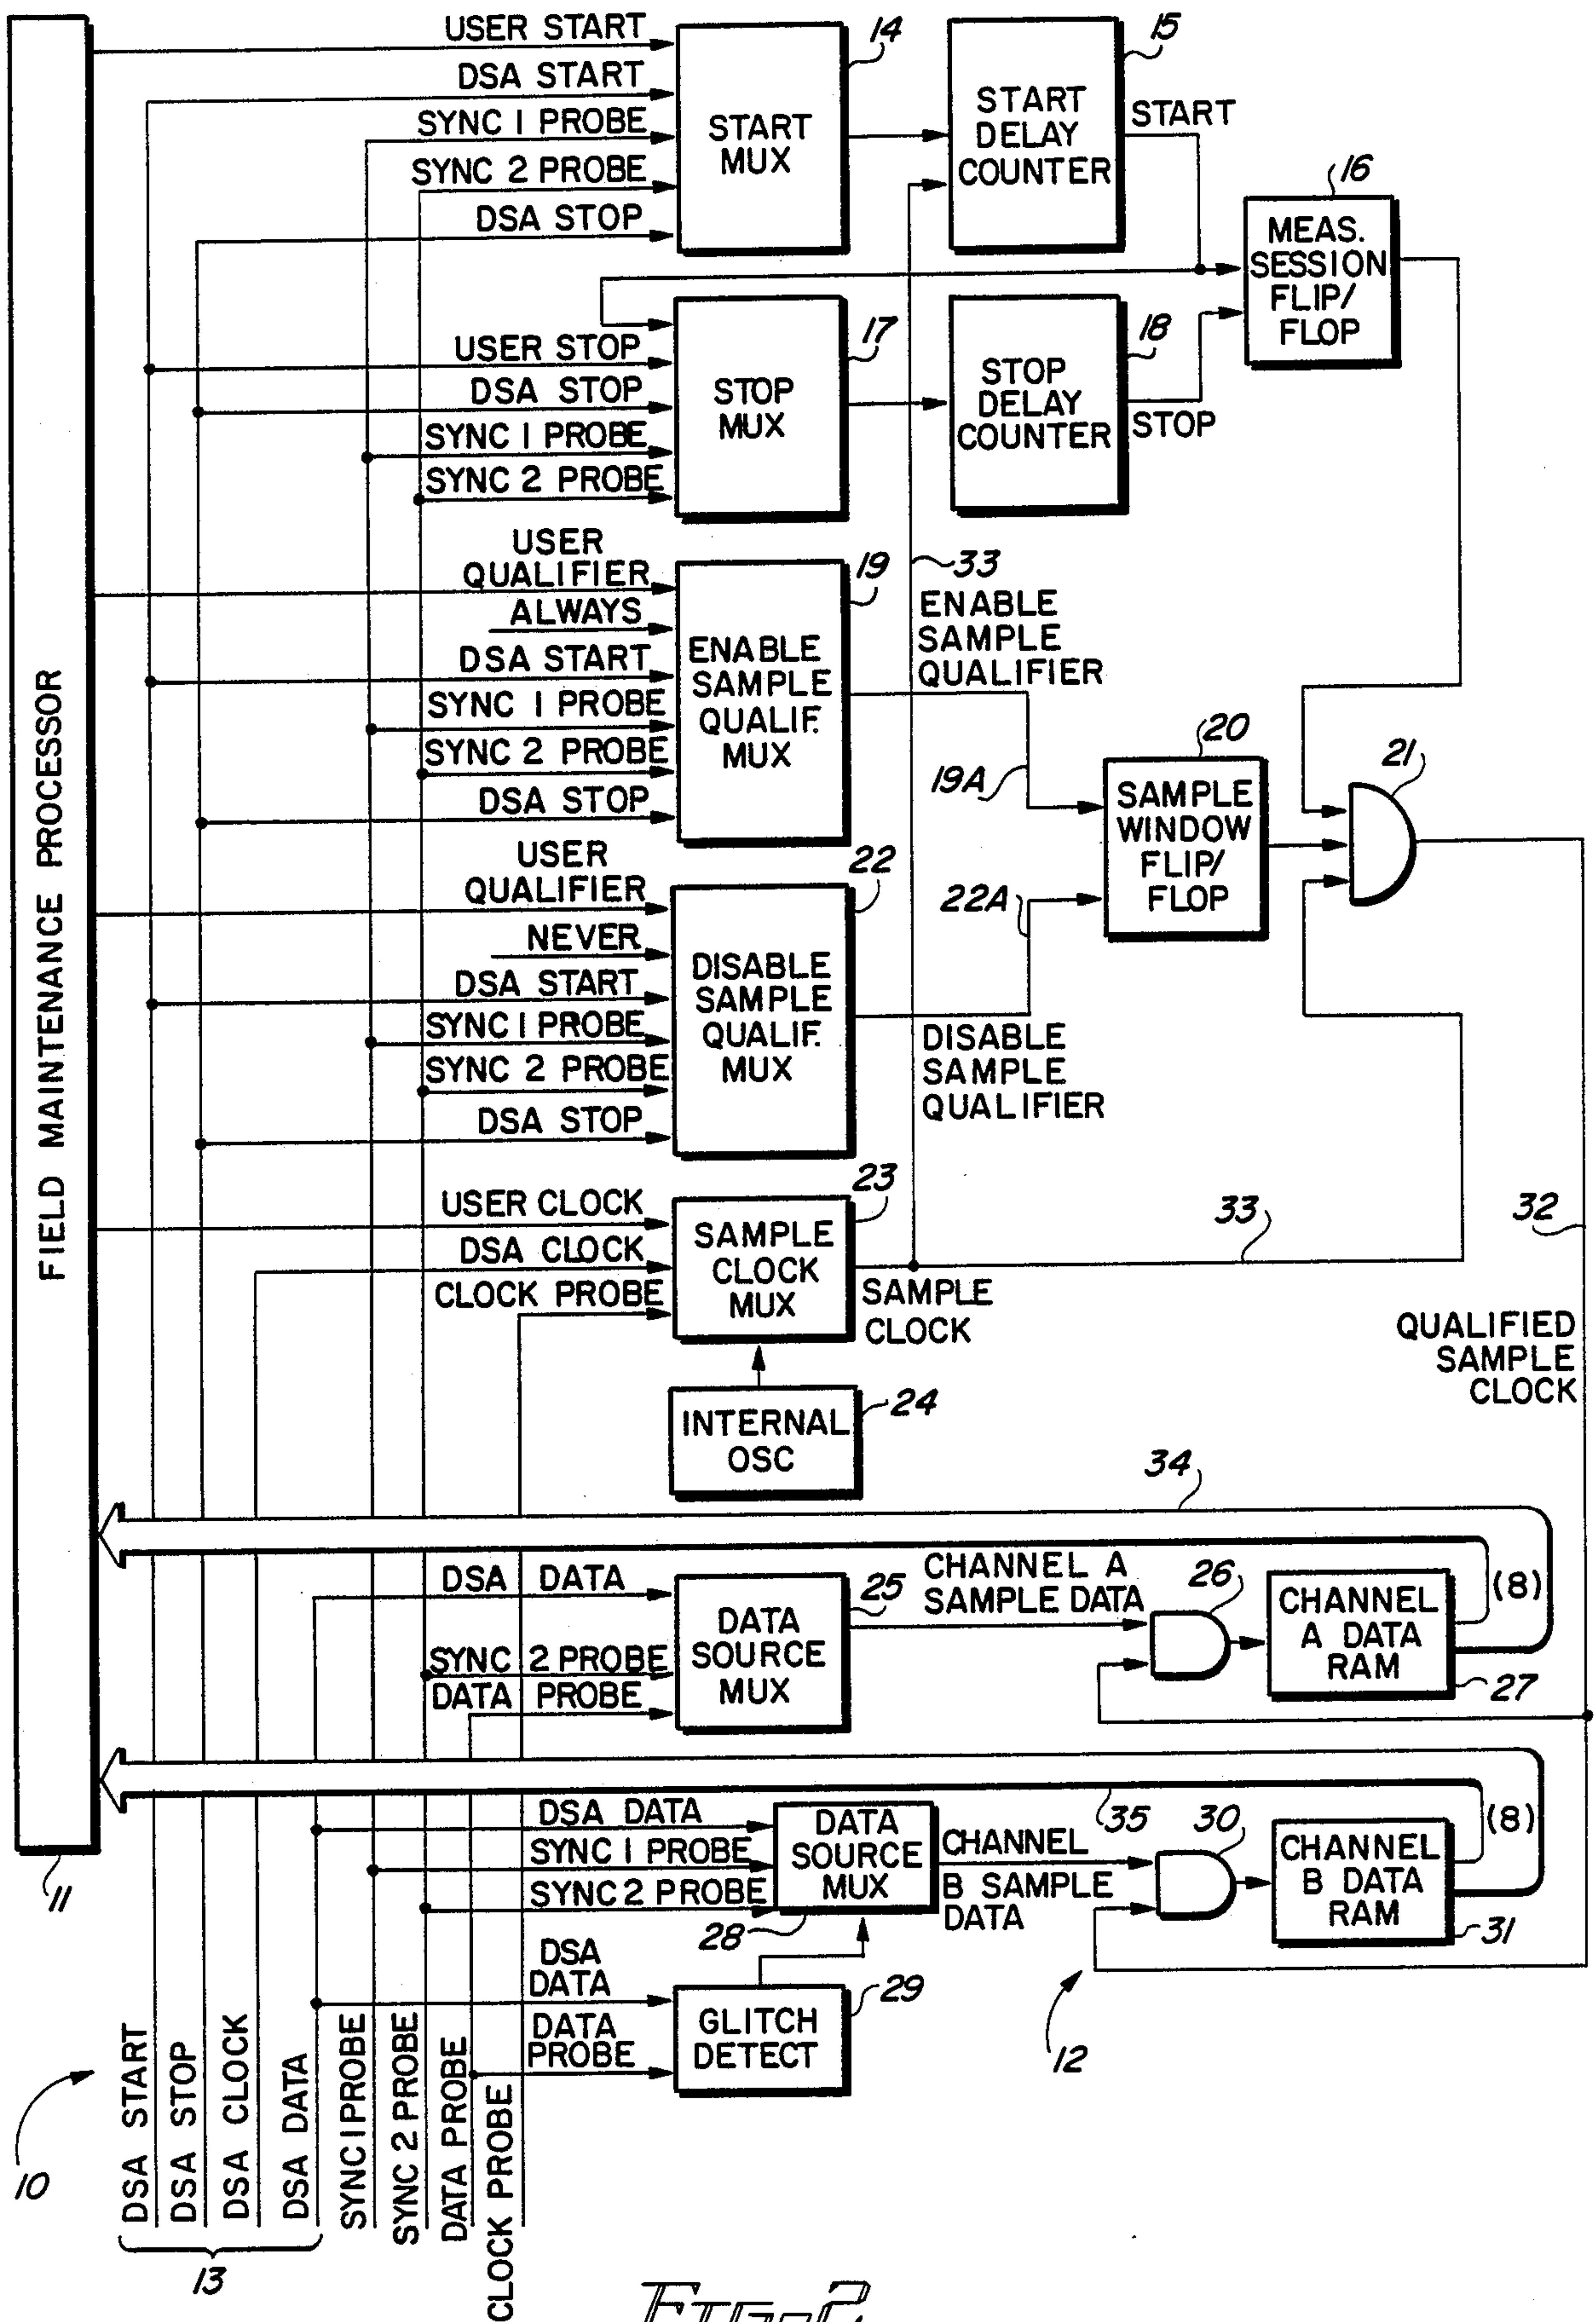 USER START
DSA START
SYNC 1 PROBE
SYNC 2 PROBE
DSA STOP
START
MUX
14
START
DELAY
COUNTER
15
START
16
MEAS.
SESSION
FLIP/
FLOP
USER STOP
DSA STOP
SYNC 1 PROBE
SYNC 2 PROBE
STOP
MUX
17
STOP
DELAY
COUNTER
18
STOP
USER
QUALIFIER
ALWAYS
DSA START
SYNC 1 PROBE
SYNC 2 PROBE
DSA STOP
ENABLE
SAMPLE
QUALIF.
MUX
19
33
ENABLE
SAMPLE
QUALIFIER
19A
20
SAMPLE
WINDOW
FLIP/
FLOP
21
FIELD MAINTENANCE PROCESSOR
USER
QUALIFIER
NEVER
DSA START
SYNC 1 PROBE
SYNC 2 PROBE
DSA STOP
DISABLE
SAMPLE
QUALIF.
MUX
22
22A
DISABLE
SAMPLE
QUALIFIER
USER CLOCK
DSA CLOCK
CLOCK PROBE
SAMPLE
CLOCK
MUX
23
SAMPLE
CLOCK
33
32
QUALIFIED
SAMPLE
CLOCK
INTERNAL
OSC
24
34
DSA DATA
SYNC 2 PROBE
DATA PROBE
DATA
SOURCE
MUX
25
CHANNEL A
SAMPLE DATA
26
CHANNEL
A DATA
RAM
27
(8)
35
DSA DATA
SYNC 1 PROBE
SYNC 2 PROBE
DATA
SOURCE
MUX
28
CHANNEL
B SAMPLE
DATA
30
CHANNEL
B DATA
RAM
31
(8)
11
DSA
DATA
DATA
PROBE
GLITCH
DETECT
29
12
10
DSA START
DSA STOP
DSA CLOCK
DSA DATA
SYNC 1 PROBE
SYNC 2 PROBE
DATA PROBE
CLOCK PROBE
13
FIG-2